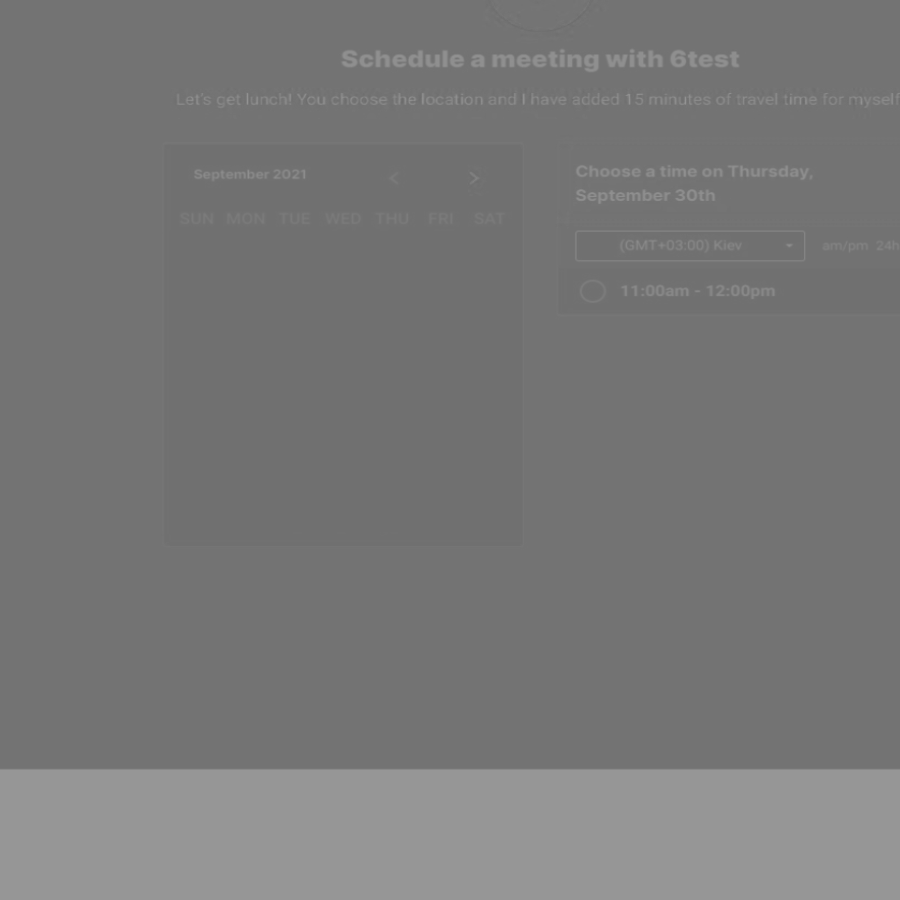 Schedule a meeting with 6test
Let's get lunch! You choose the location and I have added 15 minutes of travel time for myself
September 2021 < >
SUN MON TUE WED THU FRI SAT
Choose a time on Thursday,
September 30th
(GMT+03:00) Kiev
am/pm 24h
11:00am - 12:00pm